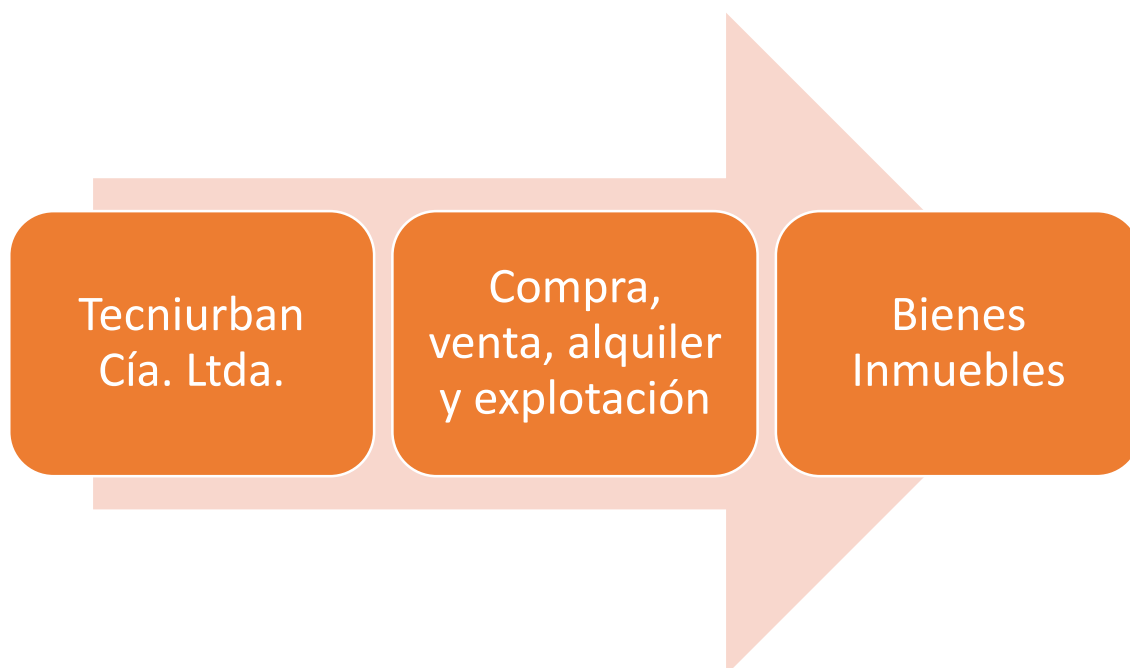 Tecniurban
Cía. Ltda.
Compra,
venta, alquiler
y explotación
Bienes
Inmuebles